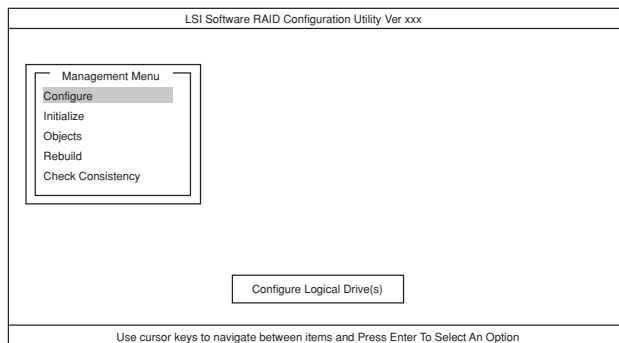 LSI Software RAID Configuration Utility Ver xxx
Management Menu
Configure
Initialize
Objects
Rebuild
Check Consistency
Configure Logical Drive(s)
Use cursor keys to navigate between items and Press Enter To Select An Option